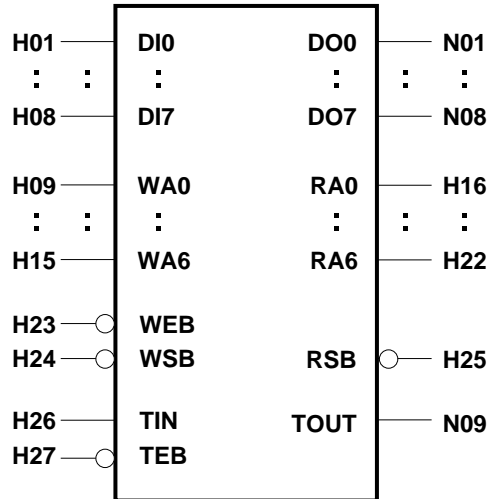 H01 DI0 DO0 N01
: : : : : :
H08 DI7 DO7 N08
H09 WA0 RA0 H16
: : : : : :
H15 WA6 RA6 H22
H23 WEB
H24 WSB RSB H25
H26 TIN TOUT N09
H27 TEB